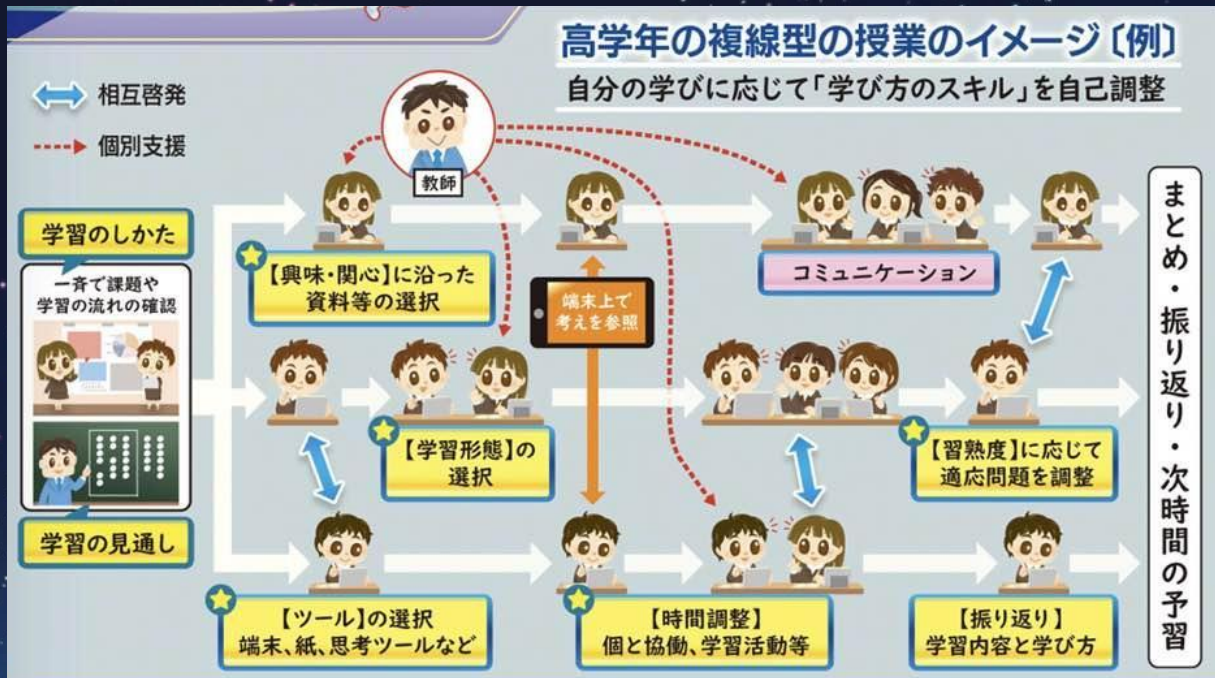 高学年の複線型の授業のイメージ〔例〕
自分の学びに応じて「学び方のスキル」を自己調整
相互啓発
個別支援
教師
学習のしかた
一斉で課題や
学習の流れの確認
学習の見通し
【興味・関心】に沿った
資料等の選択
端末上で
考えを参照
コミュニケーション
【学習形態】の
選択
【習熟度】に応じて
適応問題を調整
【ツール】の選択
端末、紙、思考ツールなど
【時間調整】
個と協働、学習活動等
【振り返り】
学習内容と学び方
まとめ・振り返り・次時間の予習